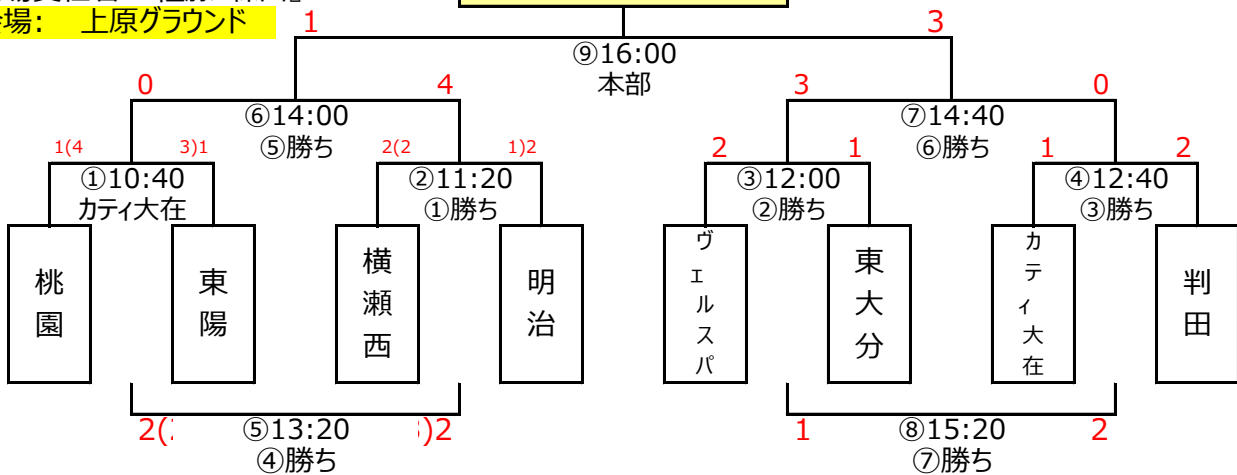 場: 上原グラウンド
1
3
⑨16:00
本部
0
4
3
0
⑥14:00
⑤勝ち
⑦14:40
⑥勝ち
1(4
3)1
2(2
1)2
2
1
1
2
①10:40
カティ大在
②11:20
①勝ち
③12:00
②勝ち
④12:40
③勝ち
桃園
東陽
横瀬西
明治
ヴェルスパ
東大分
カティ大在
判田
2(
⑤13:20
)2
④勝ち
1
⑧15:20
2
⑦勝ち